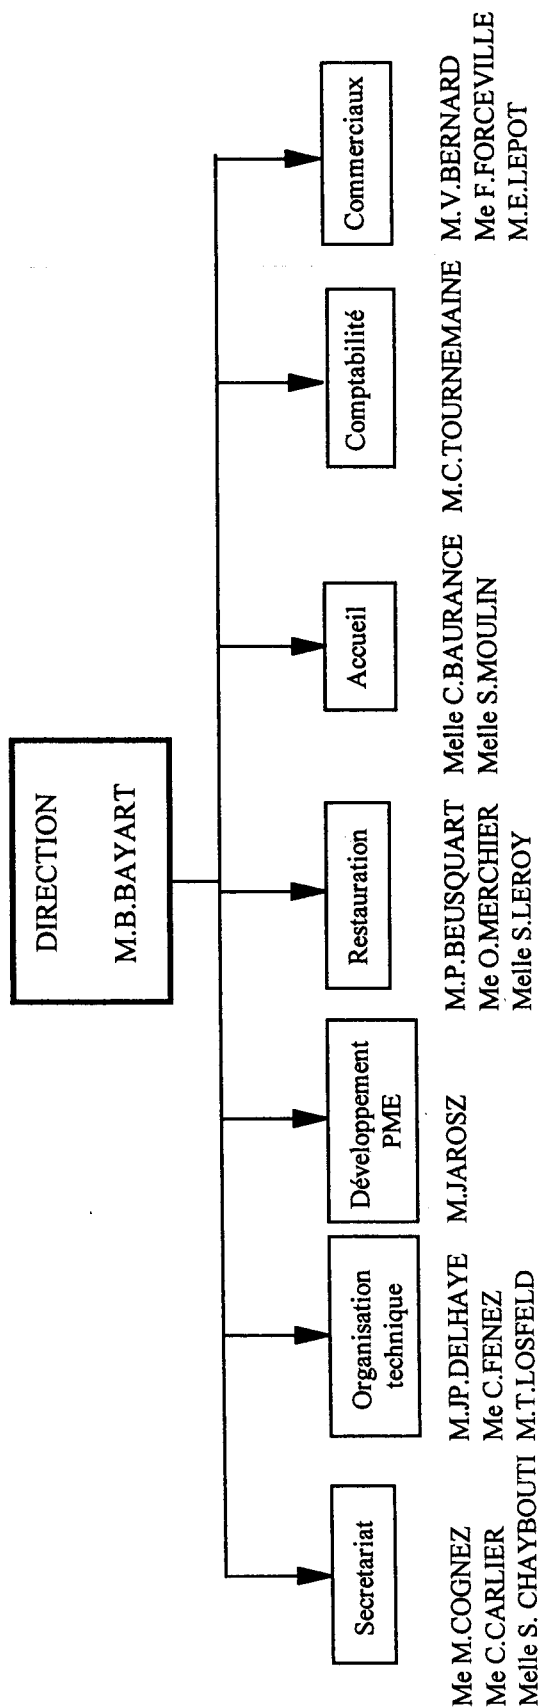 DIRECTION
M.B.BAYART
Secretariat
Organisation
technique
Développement
PME
Restauration
Accueil
Comptabilité
Commerciaux
Me M.COGNEZ
Me C.CARLIER
Melle S. CHAYBOUTI
M.JP.DELHAYE
Me C.FENEZ
M.T.LOSFELD
M.JAROSZ
M.P.BEUSQUART
Me O.MERCHIER
Melle S.LEROY
Melle C.BAURANCE
Melle S.MOULIN
M.C.TOURNEMAINE
M.V.BERNARD
Me F.FORCEVILLE
M.E.LEPOT